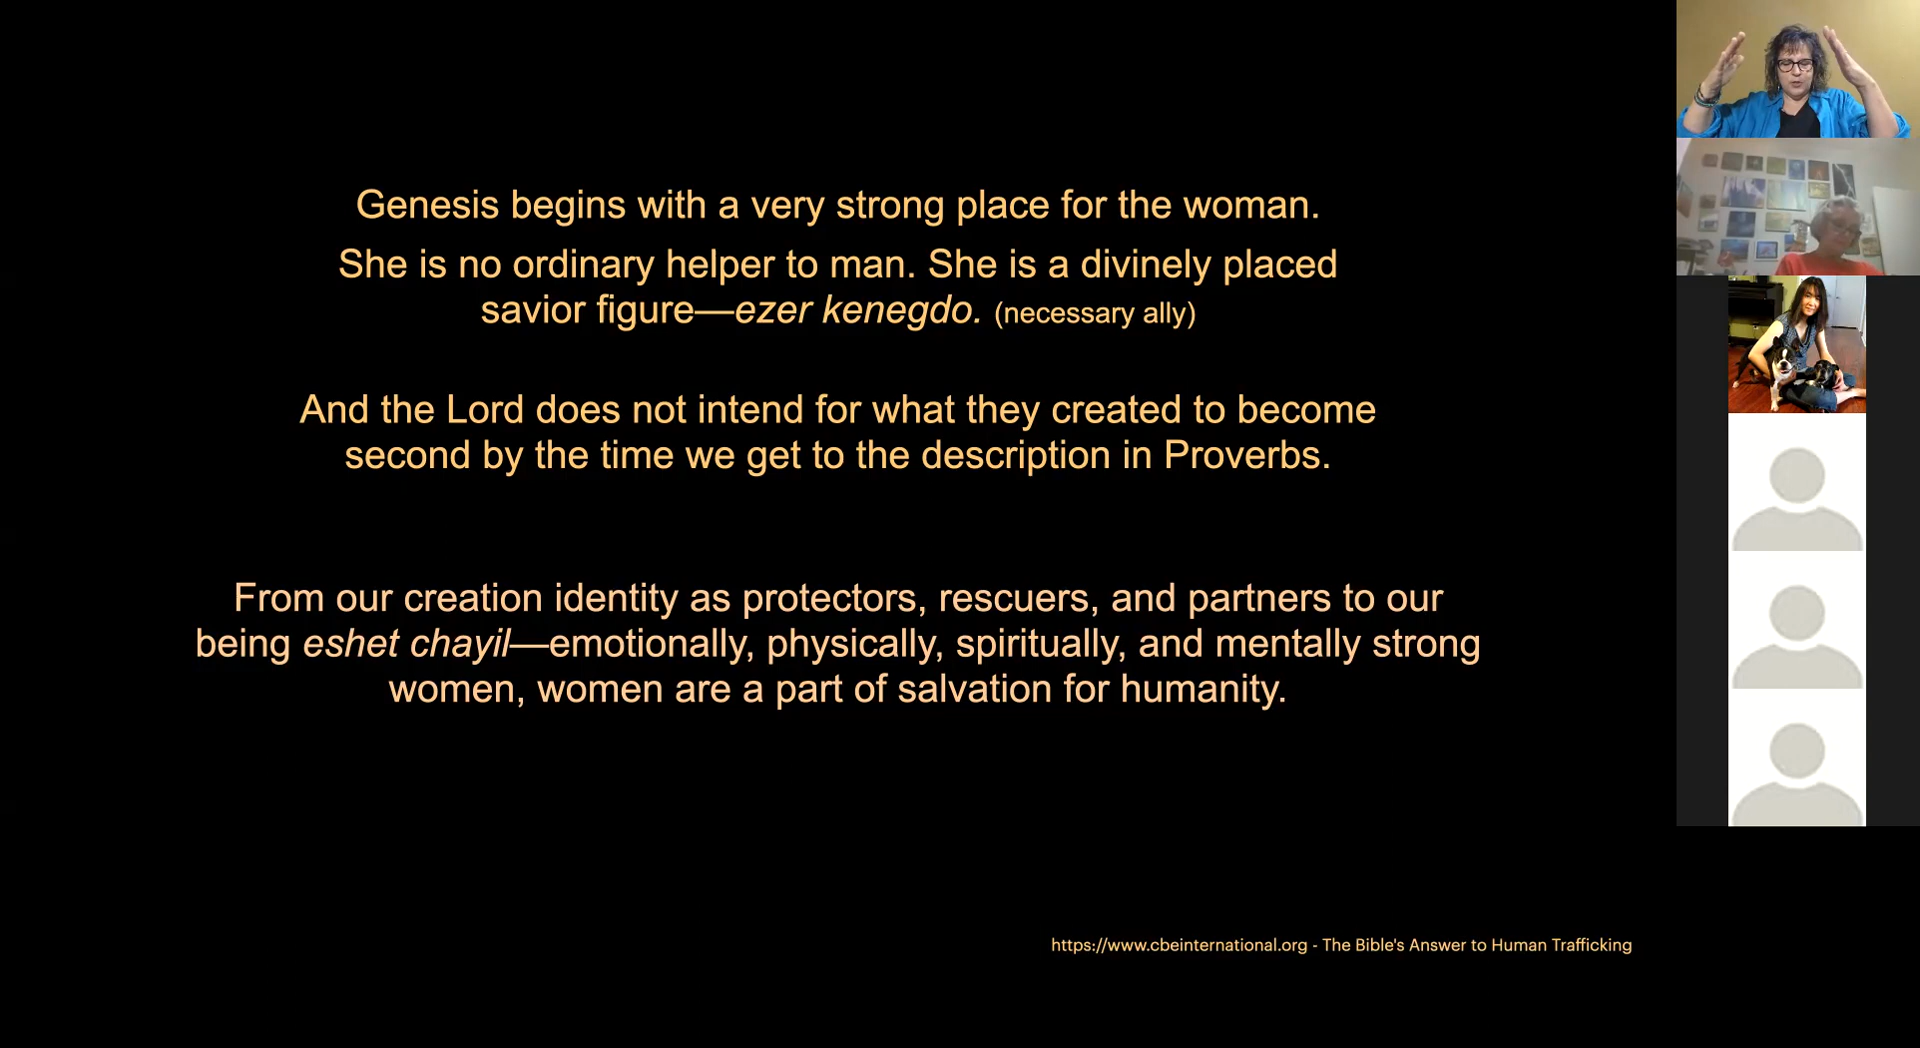 Genesis begins with a very strong place for the woman.
She is no ordinary helper to man. She is a divinely placed
savior figure—ezer kenegdo. (necessary ally)
And the Lord does not intend for what they created to become
second by the time we get to the description in Proverbs.
From our creation identity as protectors, rescuers, and partners to our
being eshet chayil—emotionally, physically, spiritually, and mentally strong
women, women are a part of salvation for humanity.
https://www.cbeinternational.org - The Bible's Answer to Human Trafficking